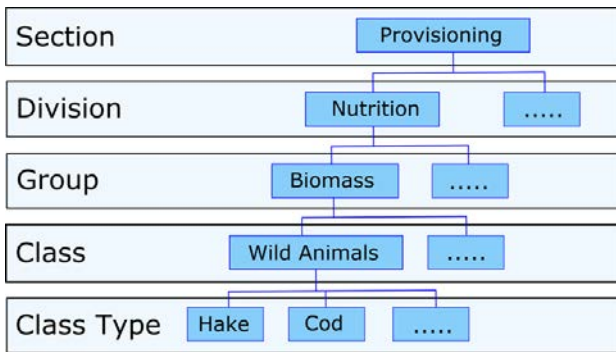 Section
Provisioning
Division
Nutrition
.....
Group
Biomass
.....
Class
Wild Animals
.....
Class Type
Hake
Cod
.....